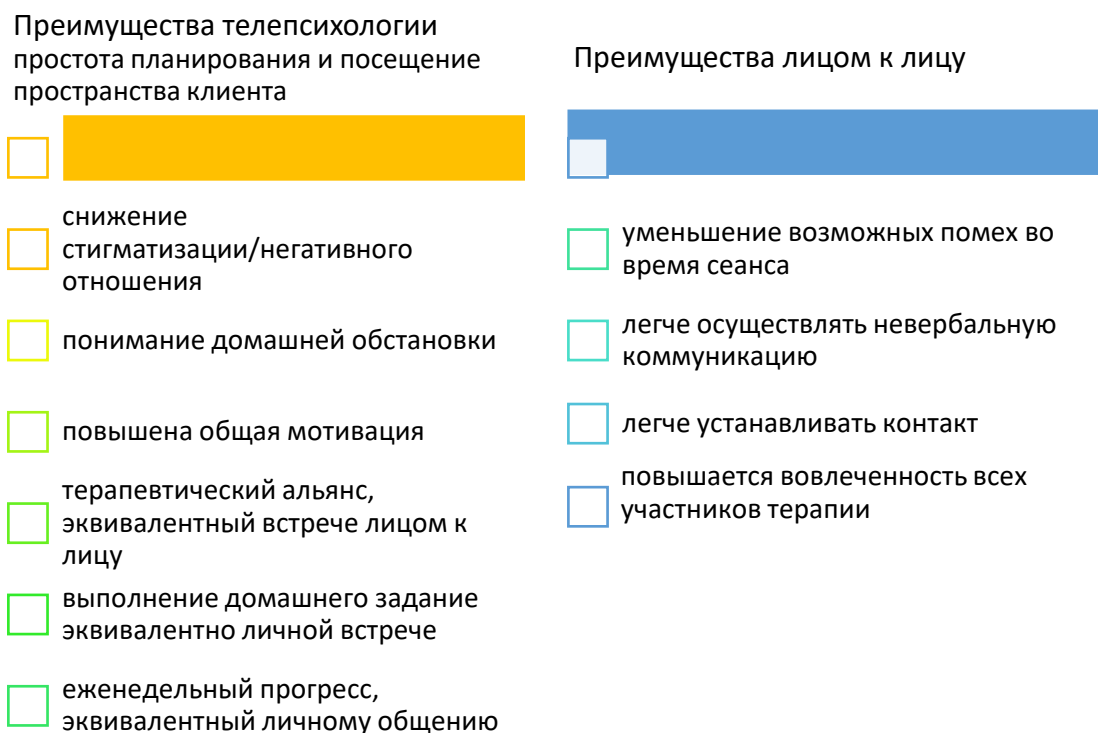 Преимущества телепсихологии
простота планирования и посещение
пространства клиента
снижение
стигматизации/негативного
отношения
понимание домашней обстановки
повышена общая мотивация
терапевтический альянс,
эквивалентный встрече лицом к
лицу
выполнение домашнего задание
эквивалентно личной встрече
еженедельный прогресс,
эквивалентный личному общению
Преимущества лицом к лицу
уменьшение возможных помех во
время сеанса
легче осуществлять невербальную
коммуникацию
легче устанавливать контакт
повышается вовлеченность всех
участников терапии